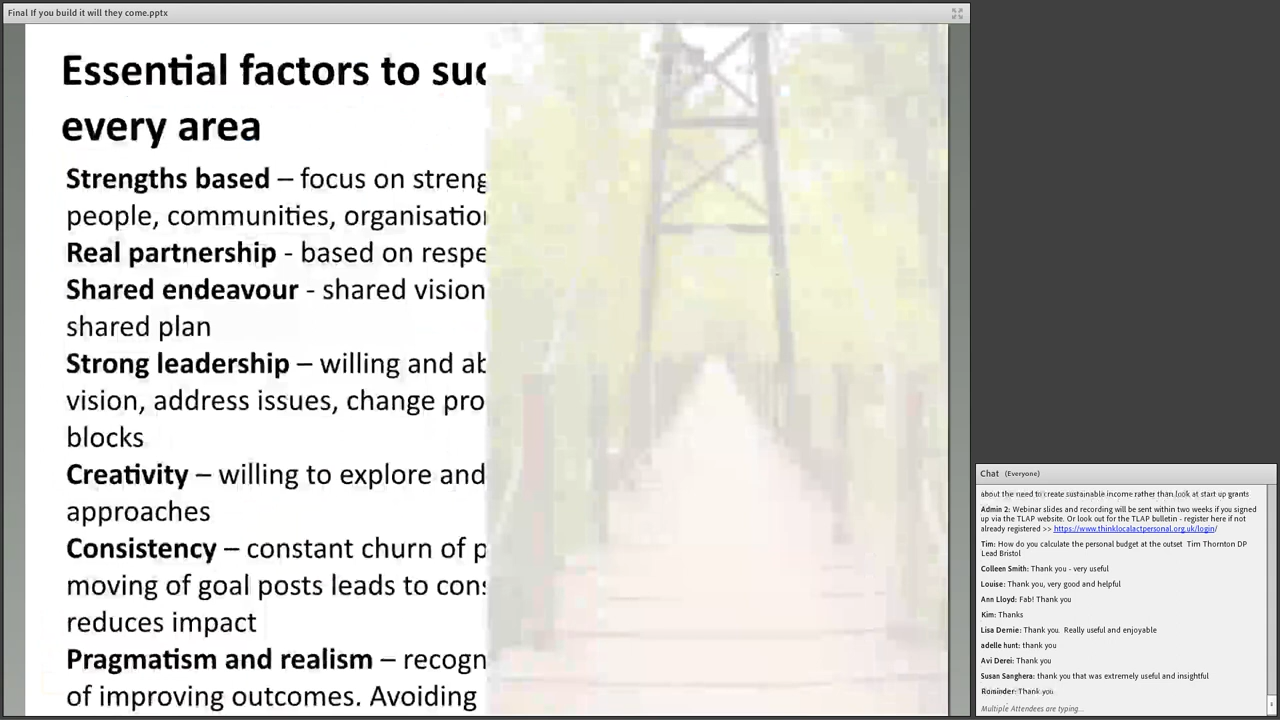 Final If you build it will they come.pptx
Essential factors to suc
every area
Strengths based – focus on streng
people, communities, organisation
Real partnership - based on respe
Shared endeavour - shared vision
shared plan
Strong leadership – willing and ab
vision, address issues, change pro
blocks
Creativity – willing to explore and
approaches
Consistency – constant churn of p
moving of goal posts leads to cons
reduces impact
Pragmatism and realism – recogn
of improving outcomes. Avoiding
Chat (Everyone)
about the need to create sustainable income rather than look at start up grants
Admin 2: Webinar slides and recording will be sent within two weeks if you signed
up via the TLAP website. Or look out for the TLAP bulletin - register here if not
already registered >> https://www.thinklocalactpersonal.org.uk/login/
Tim: How do you calculate the personal budget at the outset Tim Thornton DP
Lead Bristol
Colleen Smith: Thank you - very useful
Louise: Thank you, very good and helpful
Ann Lloyd: Fab! Thank you
Kim: Thanks
Lisa Dernie: Thank you. Really useful and enjoyable
adelle hunt: thank you
Avi Derei: Thank you
Susan Sanghera: thank you that was extremely useful and insightful
Rominder: Thank you
Multiple Attendees are typing...